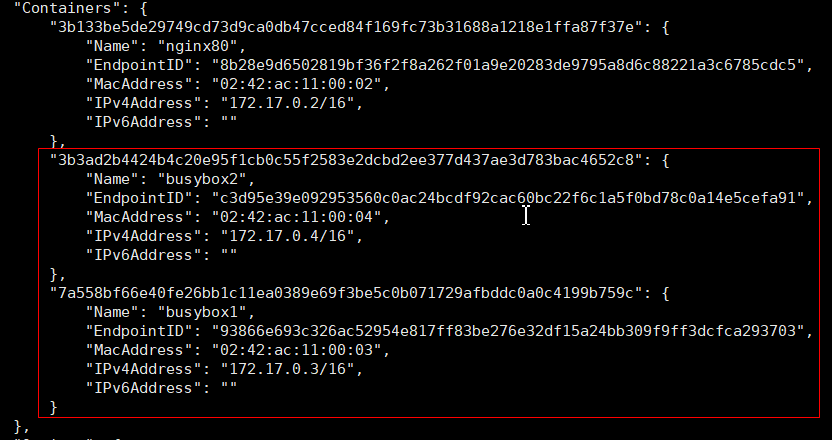 "Containers": {
"3b133be5de29749cd73d9ca0db47cced84f169fc73b31688a1218e1ffa87f37e": {
"Name": "nginx80",
"EndpointID": "8b28e9d6502819bf36f2f8a262f01a9e20283de9795a8d6c88221a3c6785cdc5",
"MacAddress": "02:42:ac:11:00:02",
"IPv4Address": "172.17.0.2/16",
"IPv6Address": ""
},
"3b3ad2b4424b4c20e95f1cb0c55f2583e2dcbd2ee377d437ae3d783bac4652c8": {
"Name": "busybox2",
"EndpointID": "c3d95e39e092953560c0ac24bcdf92cac60bc22f6c1a5f0bd78c0a14e5cefa91",
"MacAddress": "02:42:ac:11:00:04",
"IPv4Address": "172.17.0.4/16",
"IPv6Address": ""
},
"7a558bf66e40fe26bb1c11ea0389e69f3be5c0b071729afbddc0a0c4199b759c": {
"Name": "busybox1",
"EndpointID": "93866e693c326ac52954e817ff83be276e32df15a24bb309f9ff3dcfca293703",
"MacAddress": "02:42:ac:11:00:03",
"IPv4Address": "172.17.0.3/16",
"IPv6Address": ""
}
},